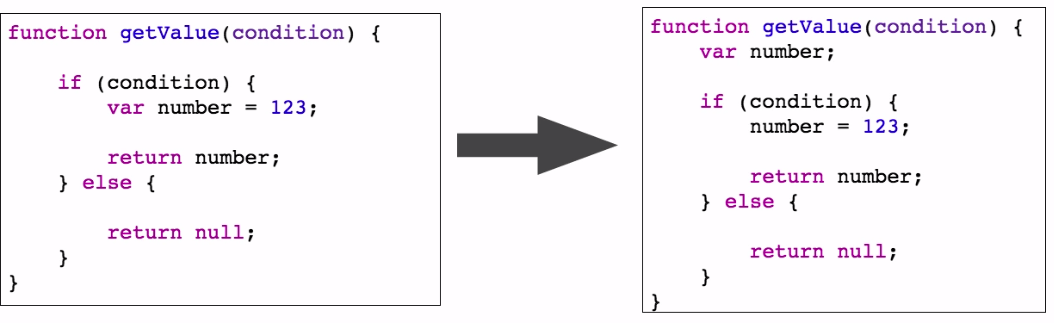 function getValue(condition) {
if (condition) {
var number = 123;
return number;
} else {
return null;
}
}
function getValue(condition) {
var number;
if (condition) {
number = 123;
return number;
} else {
return null;
}
}